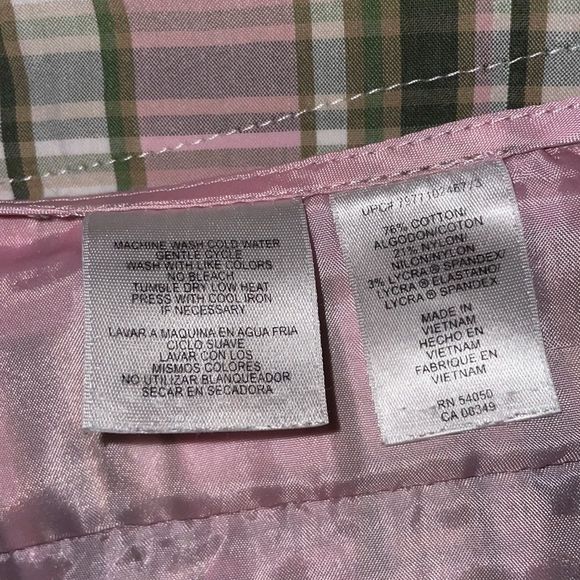 MACHINE WASH COLD WATER
GENTLE CYCLE
WASH WITH LIKE COLORS
NO BLEACH
TUMBLE DRY LOW HEAT
PRESS WITH COOL IRON
IF NECESSARY
LAVAR A MAQUINA EN AGUA FRIA
CICLO SUAVE
LAVAR CON LOS
MISMOS COLORES
NO UTILIZAR BLANQUEADOR
SECAR EN SECADORA
UPC#
76% COTTON/
ALGODON/COTON
21% NYLON/
NILON/NYLON
3% LYCRA ® SPANDEX/
LYCRA ® ELASTANO/
LYCRA ® SPANDEX
MADE IN
VIETNAM
HECHO EN
VIETNAM
FABRIQUE EN
VIETNAM
RN 54050
CA 06349